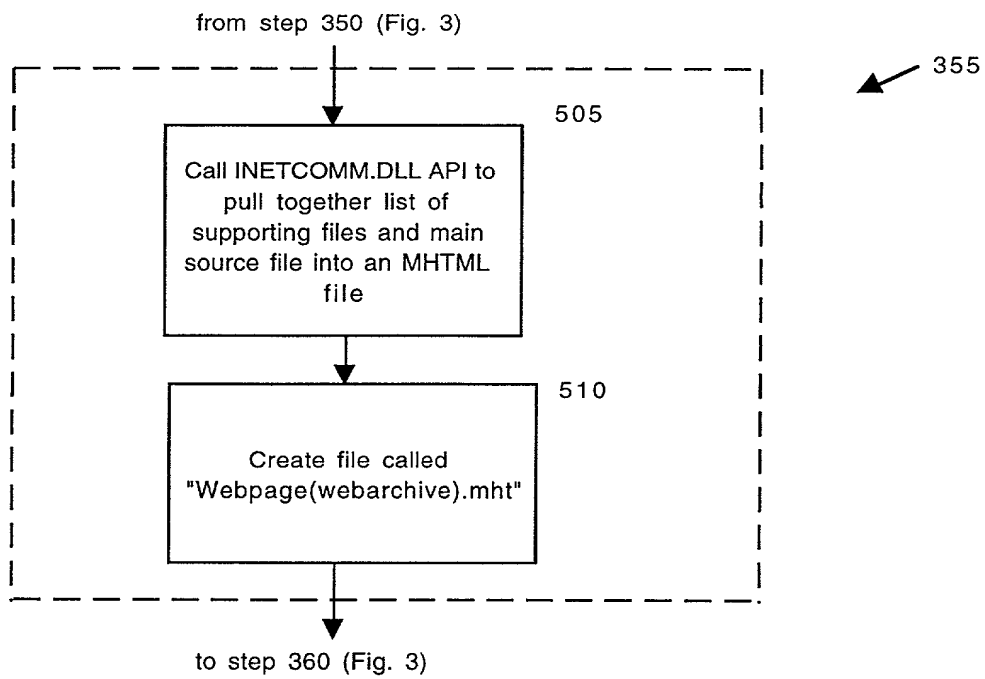 from step 350 (Fig. 3)
355
505
Call INETCOMM.DLL API to
pull together list of
supporting files and main
source file into an MHTML
file
510
Create file called
"Webpage(webarchive).mht"
to step 360 (Fig. 3)